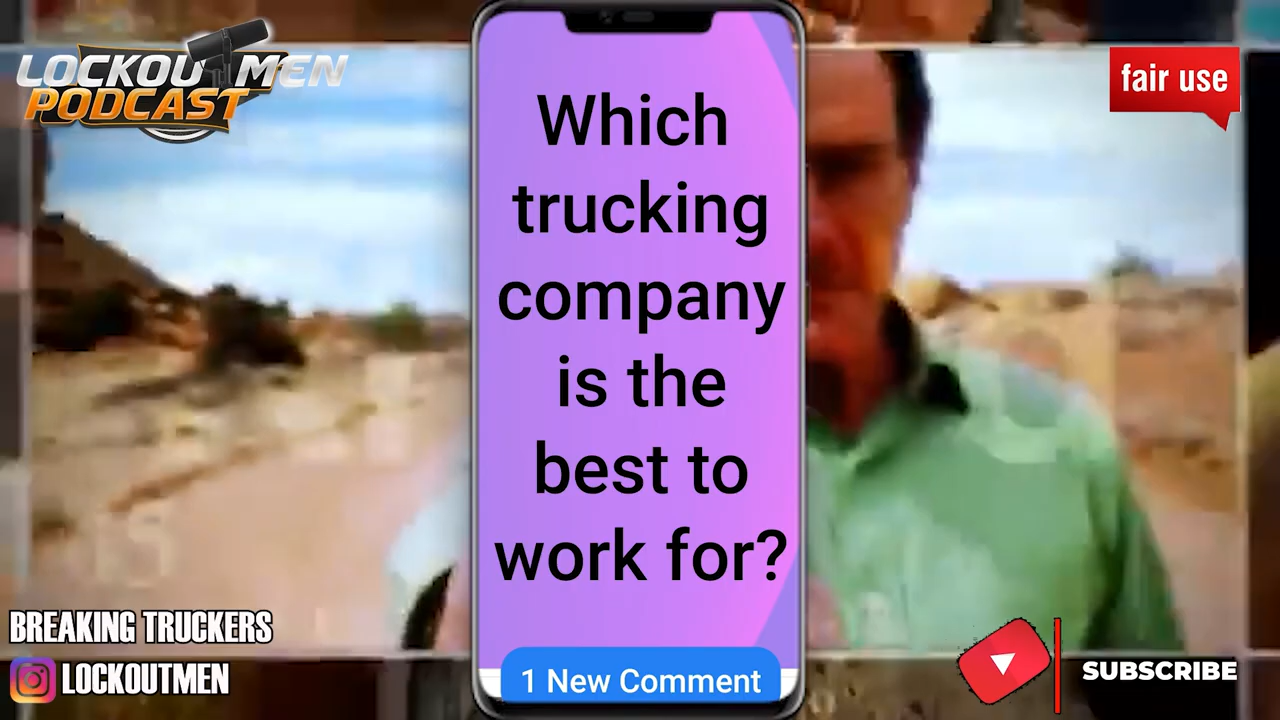 LOCKOUTMEN
PODCAST
fair use
Which
trucking
company
is the
best to
work for?
1 New Comment
BREAKING TRUCKERS
LOCKOUTMEN
SUBSCRIBE